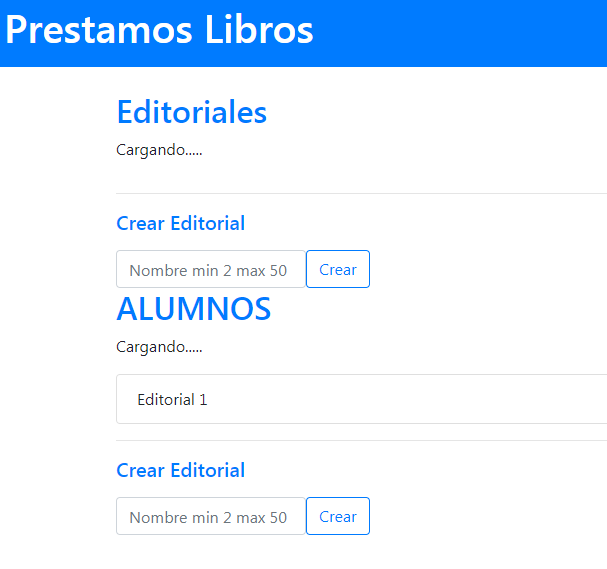 Prestamos Libros
Editoriales
Cargando.....
Crear Editorial
Nombre min 2 max 50 Crear
ALUMNOS
Cargando.....
Editorial 1
Crear Editorial
Nombre min 2 max 50 Crear